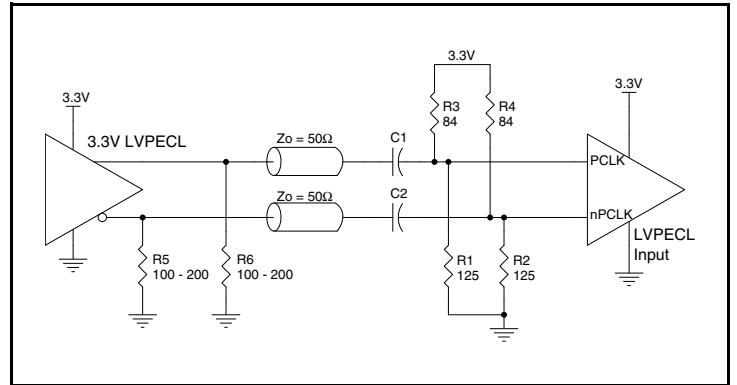 3.3V
3.3V
3.3V
R3
84
R4
84
3.3V LVPECL
Zo = 50Ω
C1
PCLK
Zo = 50Ω
C2
nPCLK
LVPECL
Input
R5
100 - 200
R6
100 - 200
R1
125
R2
125